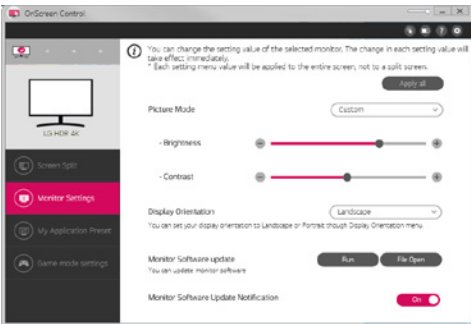 OnScreen Control
You can change the setting value of the selected monitor. The change in each setting value will
take effect immediately.
* Each setting menu value will be applied to the entire screen, not to a split screen.
Apply all
LG HDR 4K
Picture Mode
Custom
- Brightness
- Contrast
Screen Split
Monitor Settings
My Application Preset
Game mode settings
Display Orientation
Landscape
You can set your display orientation to Landscape or Portrait though Display Orientation menu
Monitor Software update
Run
File Open
You can update monitor software
Monitor Software Update Notification
On